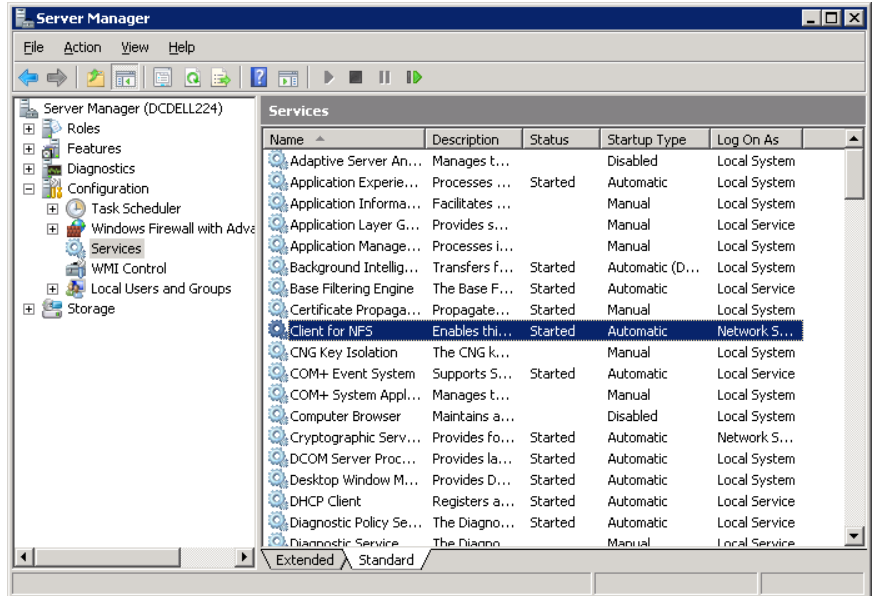 Server Manager
File Action View Help
Server Manager (DCDELL224)
Roles
Features
Diagnostics
Configuration
Task Scheduler
Windows Firewall with Adva
Services
WMI Control
Local Users and Groups
Storage
Services
Name Description Status Startup Type Log On As
Adaptive Server An... Manages t... Disabled Local System
Application Experie... Processes ... Started Automatic Local System
Application Informa... Facilitates ... Manual Local System
Application Layer G... Provides s... Manual Local Service
Application Manage... Processes i... Manual Local System
Background Intellig... Transfers f... Started Automatic (D... Local System
Base Filtering Engine The Base F... Started Automatic Local Service
Certificate Propaga... Propagate... Started Manual Local System
Client for NFS Enables thi... Started Automatic Network S...
CNG Key Isolation The CNG k... Manual Local System
COM+ Event System Supports S... Started Automatic Local Service
COM+ System Appl... Manages t... Manual Local System
Computer Browser Maintains a... Disabled Local System
Cryptographic Serv... Provides fo... Started Automatic Network S...
DCOM Server Proc... Provides la... Started Automatic Local System
Desktop Window M... Provides D... Started Automatic Local System
DHCP Client Registers a... Started Automatic Local Service
Diagnostic Policy Se... The Diagno... Started Automatic Local Service
Diagnostic Service The Diagno Manual Local Service
Extended Standard